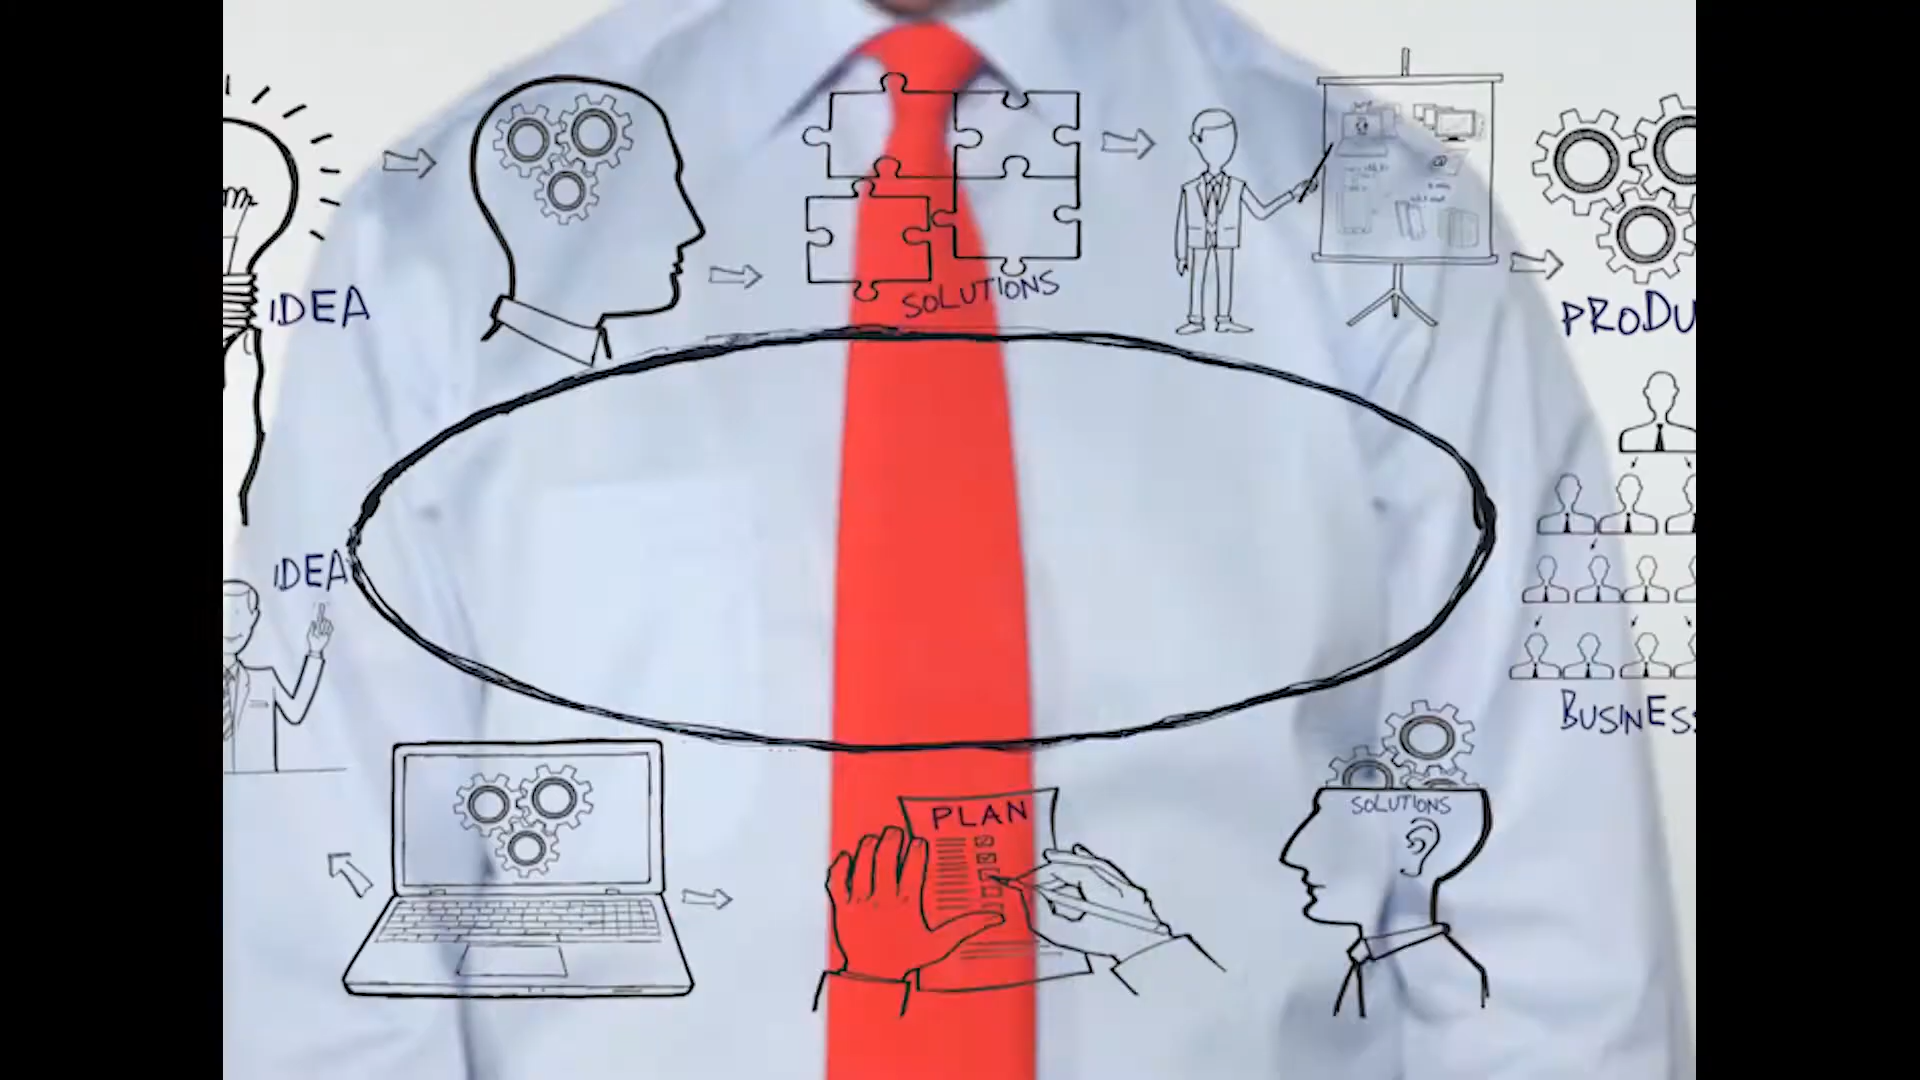 IDEA
SOLUTIONS
PRODU
IDEA
BUSINES
PLAN
SOLUTIONS